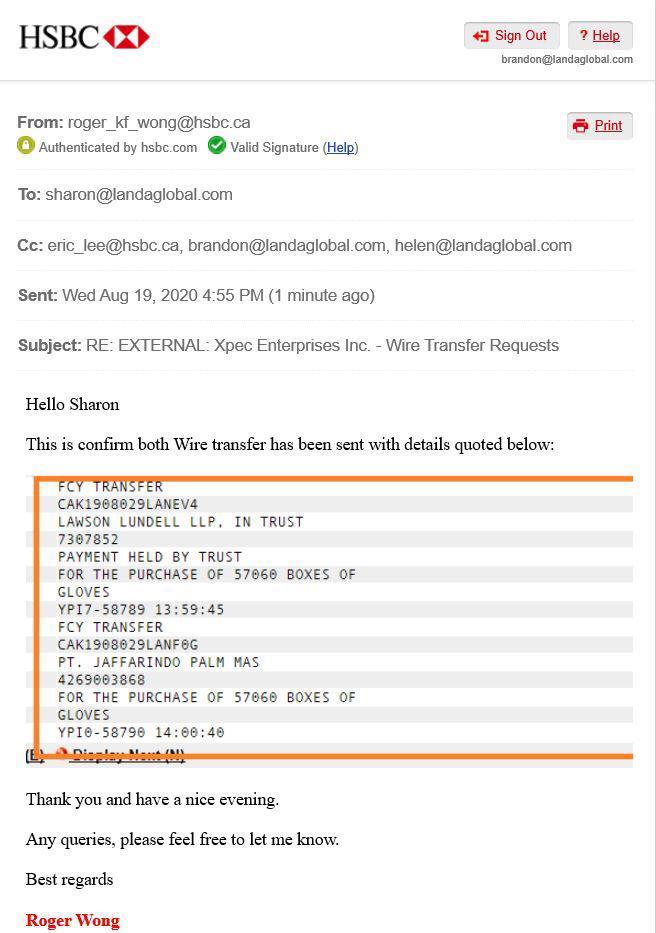 HSBC
Sign Out
? Help
brandon@landaglobal.com
From: roger_kf_wong@hsbc.ca
Print
Authenticated by hsbc.com Valid Signature (Help)
To: sharon@landaglobal.com
Cc: eric_lee@hsbc.ca, brandon@landaglobal.com, helen@landaglobal.com
Sent: Wed Aug 19, 2020 4:55 PM (1 minute ago)
Subject: RE: EXTERNAL: Xpec Enterprises Inc. - Wire Transfer Requests
Hello Sharon
This is confirm both Wire transfer has been sent with details quoted below:
FCY TRANSFER
CAK1908029LANEV4
LAWSON LUNDELL LLP, IN TRUST
7307852
PAYMENT HELD BY TRUST
FOR THE PURCHASE OF 57060 BOXES OF
GLOVES
YPI7-58789 13:59:45
FCY TRANSFER
CAK1908029LANF0G
PT. JAFFARINDO PALM MAS
4269003868
FOR THE PURCHASE OF 57060 BOXES OF
GLOVES
YPI0-58790 14:00:40
(B) Display Next (N)
Thank you and have a nice evening.
Any queries, please feel free to let me know.
Best regards
Roger Wong